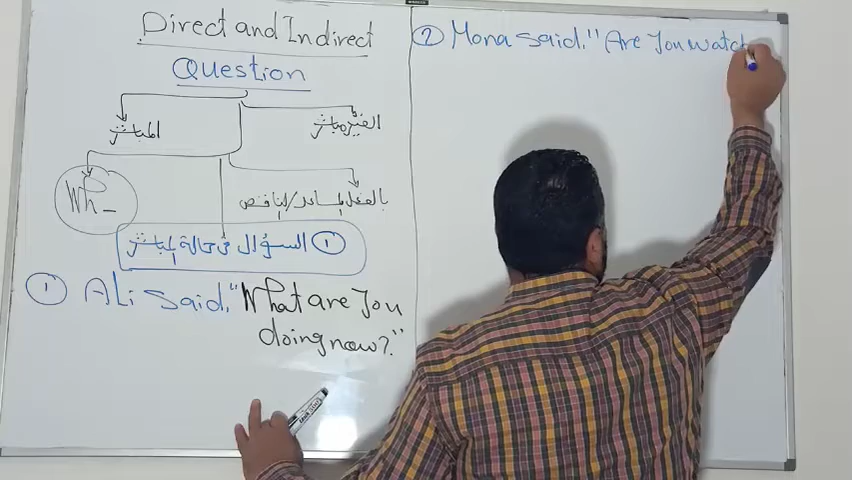 Direct and Indirect
Question
المباشر
الغير مباشر
Wh_
بالفعل المساعد/الناقص
① السؤال في حالة المباشر
① Ali said, "What are you
doing now?"
② Mona said, "Are you watch